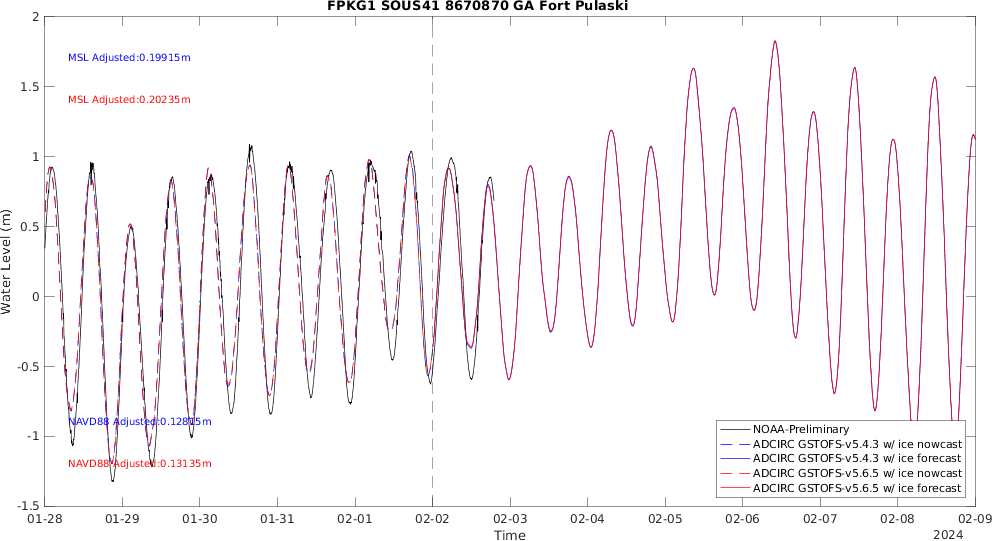 FPKG1 SOUS41 8670870 GA Fort Pulaski
2
1.5
1
0.5
0
-0.5
-1
-1.5
Water Level (m)
MSL Adjusted:0.19915m
MSL Adjusted:0.20235m
NAVD88 Adjusted:0.12815m
NAVD88 Adjusted:0.13135m
NOAA-Preliminary
ADCIRC GSTOFS-v5.4.3 w/ ice nowcast
ADCIRC GSTOFS-v5.4.3 w/ ice forecast
ADCIRC GSTOFS-v5.6.5 w/ ice nowcast
ADCIRC GSTOFS-v5.6.5 w/ ice forecast
01-28 01-29 01-30 01-31 02-01 02-02 02-03 02-04 02-05 02-06 02-07 02-08 02-09
Time
2024